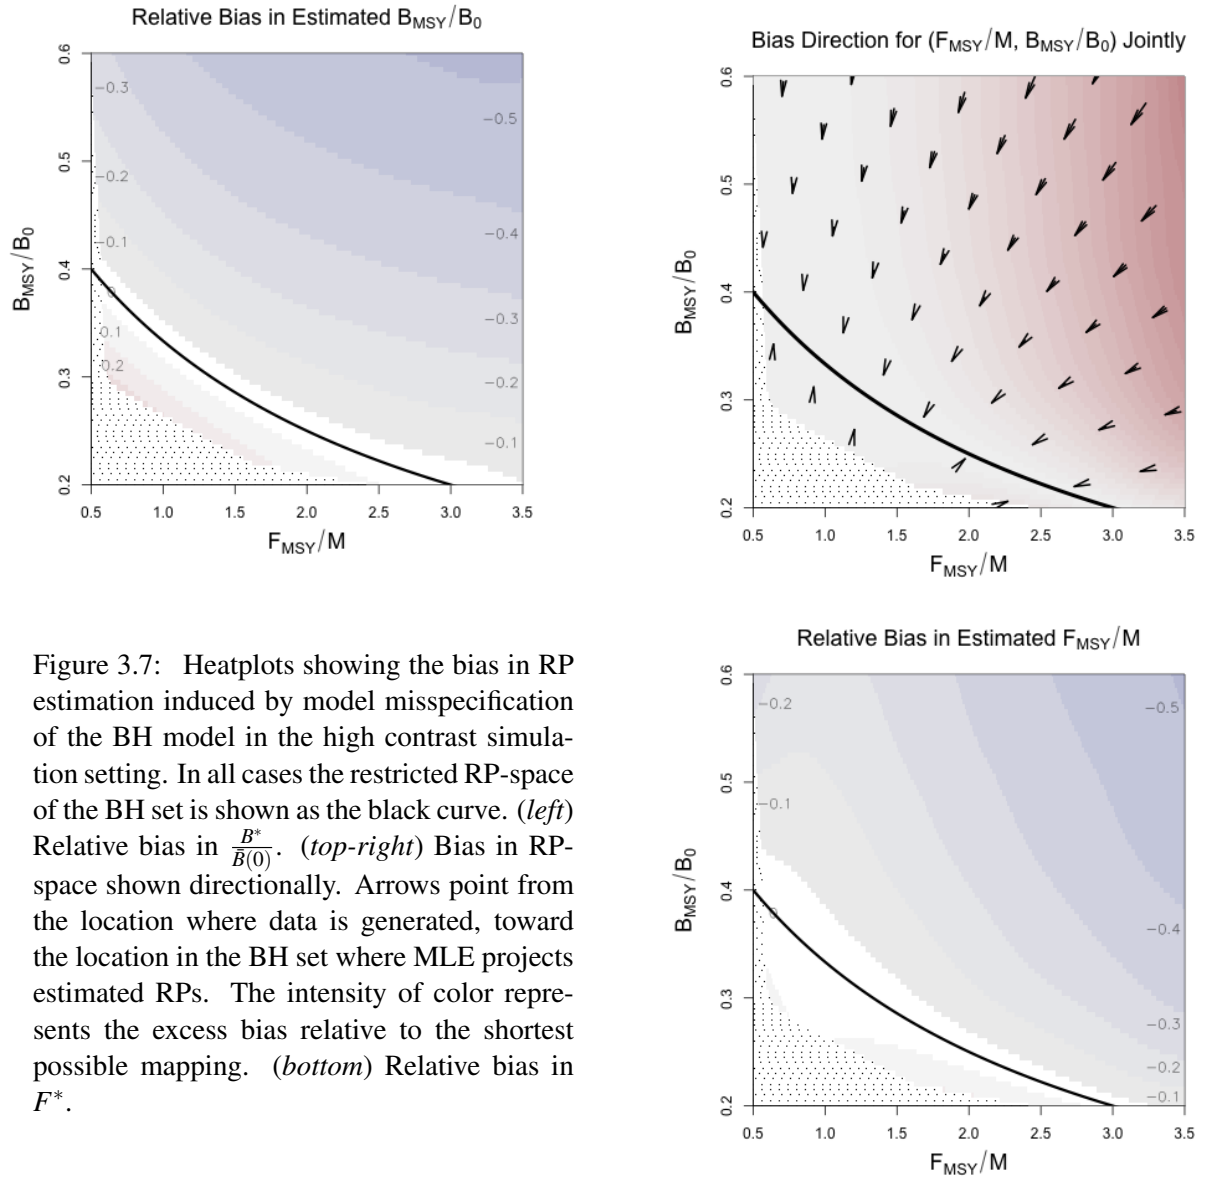 Relative Bias in Estimated B_MSY/B_0
0.6
0.5
0.4
0.3
0.2
B_MSY/B_0
−0.3
−0.2
−0.1
0
0.1
0.2
−0.5
−0.4
−0.3
−0.2
−0.1
0.5 1.0 1.5 2.0 2.5 3.0 3.5
F_MSY/M
Bias Direction for (F_MSY/M, B_MSY/B_0) Jointly
0.6
0.5
0.4
0.3
0.2
B_MSY/B_0
0.5 1.0 1.5 2.0 2.5 3.0 3.5
F_MSY/M
Figure 3.7: Heatplots showing the bias in RP
estimation induced by model misspecification
of the BH model in the high contrast simula-
tion setting. In all cases the restricted RP-space
of the BH set is shown as the black curve. (left)
Relative bias in B*/B̄(0). (top-right) Bias in RP-
space shown directionally. Arrows point from
the location where data is generated, toward
the location in the BH set where MLE projects
estimated RPs. The intensity of color repre-
sents the excess bias relative to the shortest
possible mapping. (bottom) Relative bias in
F*.
Relative Bias in Estimated F_MSY/M
0.6
0.5
0.4
0.3
0.2
B_MSY/B_0
−0.2
−0.1
0
−0.5
−0.4
−0.3
−0.2
−0.1
0.5 1.0 1.5 2.0 2.5 3.0 3.5
F_MSY/M